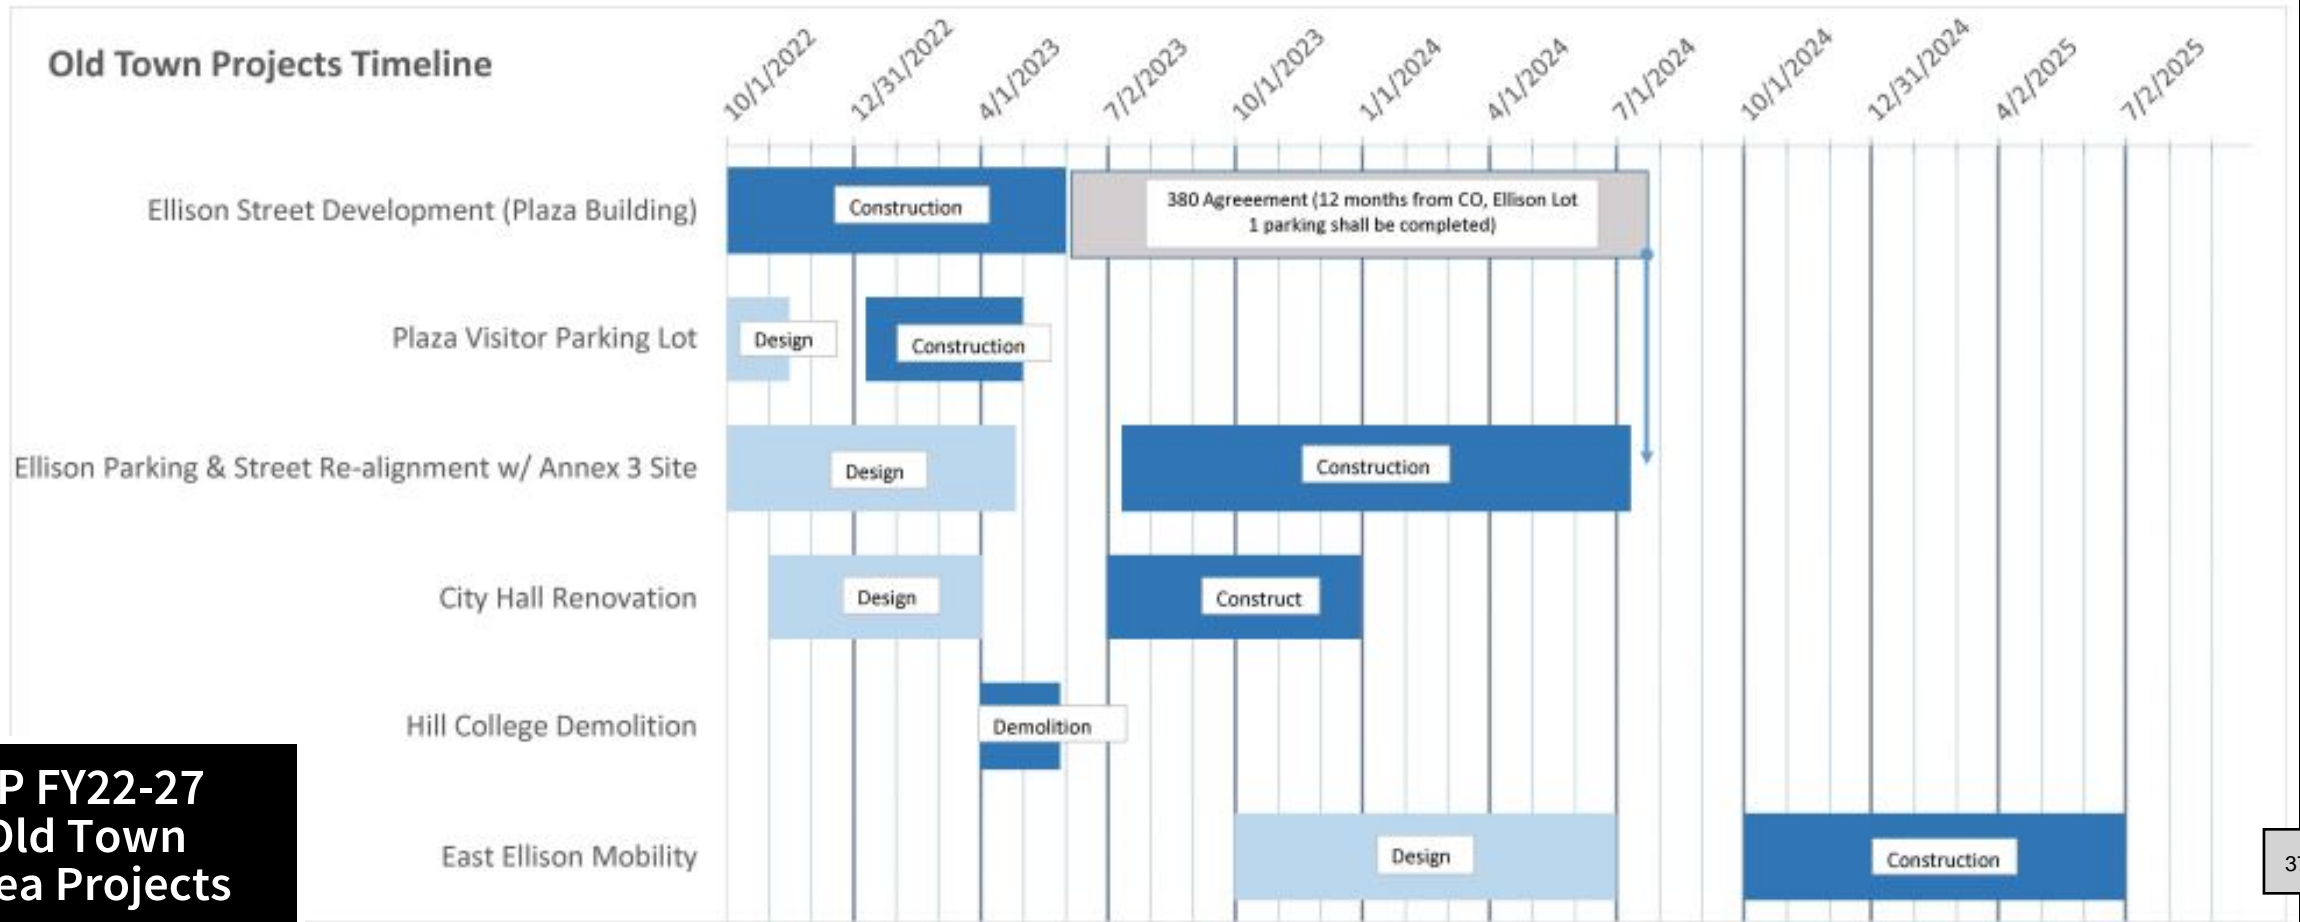 Old Town Projects Timeline
10/1/2022 12/31/2022 4/1/2023 7/2/2023 10/1/2023 1/1/2024 4/1/2024 7/1/2024 10/1/2024 12/31/2024 4/2/2025 7/2/2025
Ellison Street Development (Plaza Building)
Construction
380 Agreeement (12 months from CO, Ellison Lot
1 parking shall be completed)
Plaza Visitor Parking Lot
Design
Construction
Ellison Parking & Street Re-alignment w/ Annex 3 Site
Design
Construction
City Hall Renovation
Design
Construct
Hill College Demolition
Demolition
East Ellison Mobility
Design
Construction
P FY22-27
Old Town
ea Projects